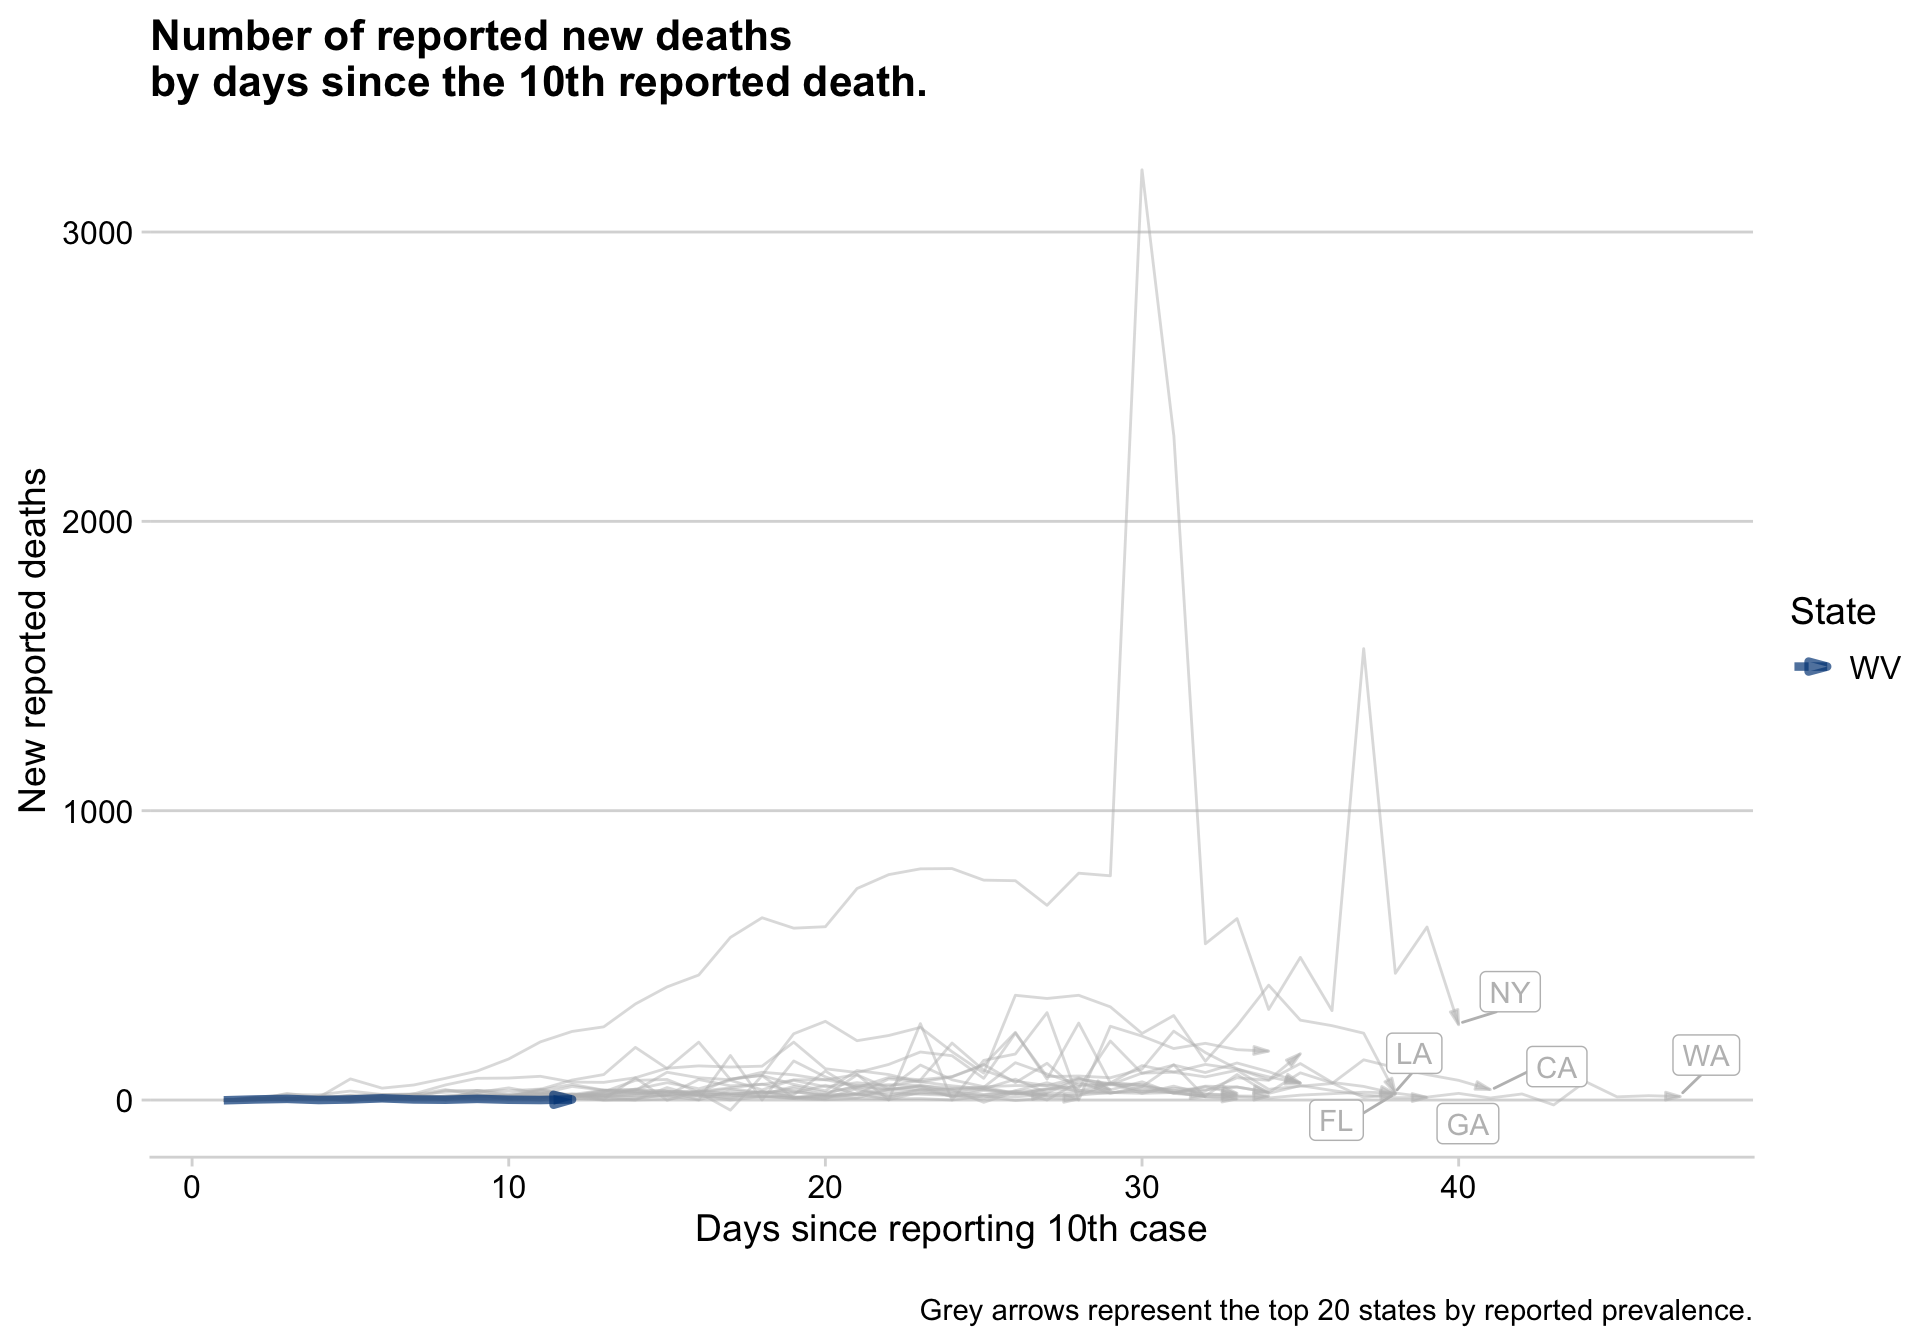 Number of reported new deaths
by days since the 10th reported death.
New reported deaths
3000
2000
1000
0
0 10 20 30 40
Days since reporting 10th case
NY
LA
CA
WA
FL
GA
State
WV
Grey arrows represent the top 20 states by reported prevalence.